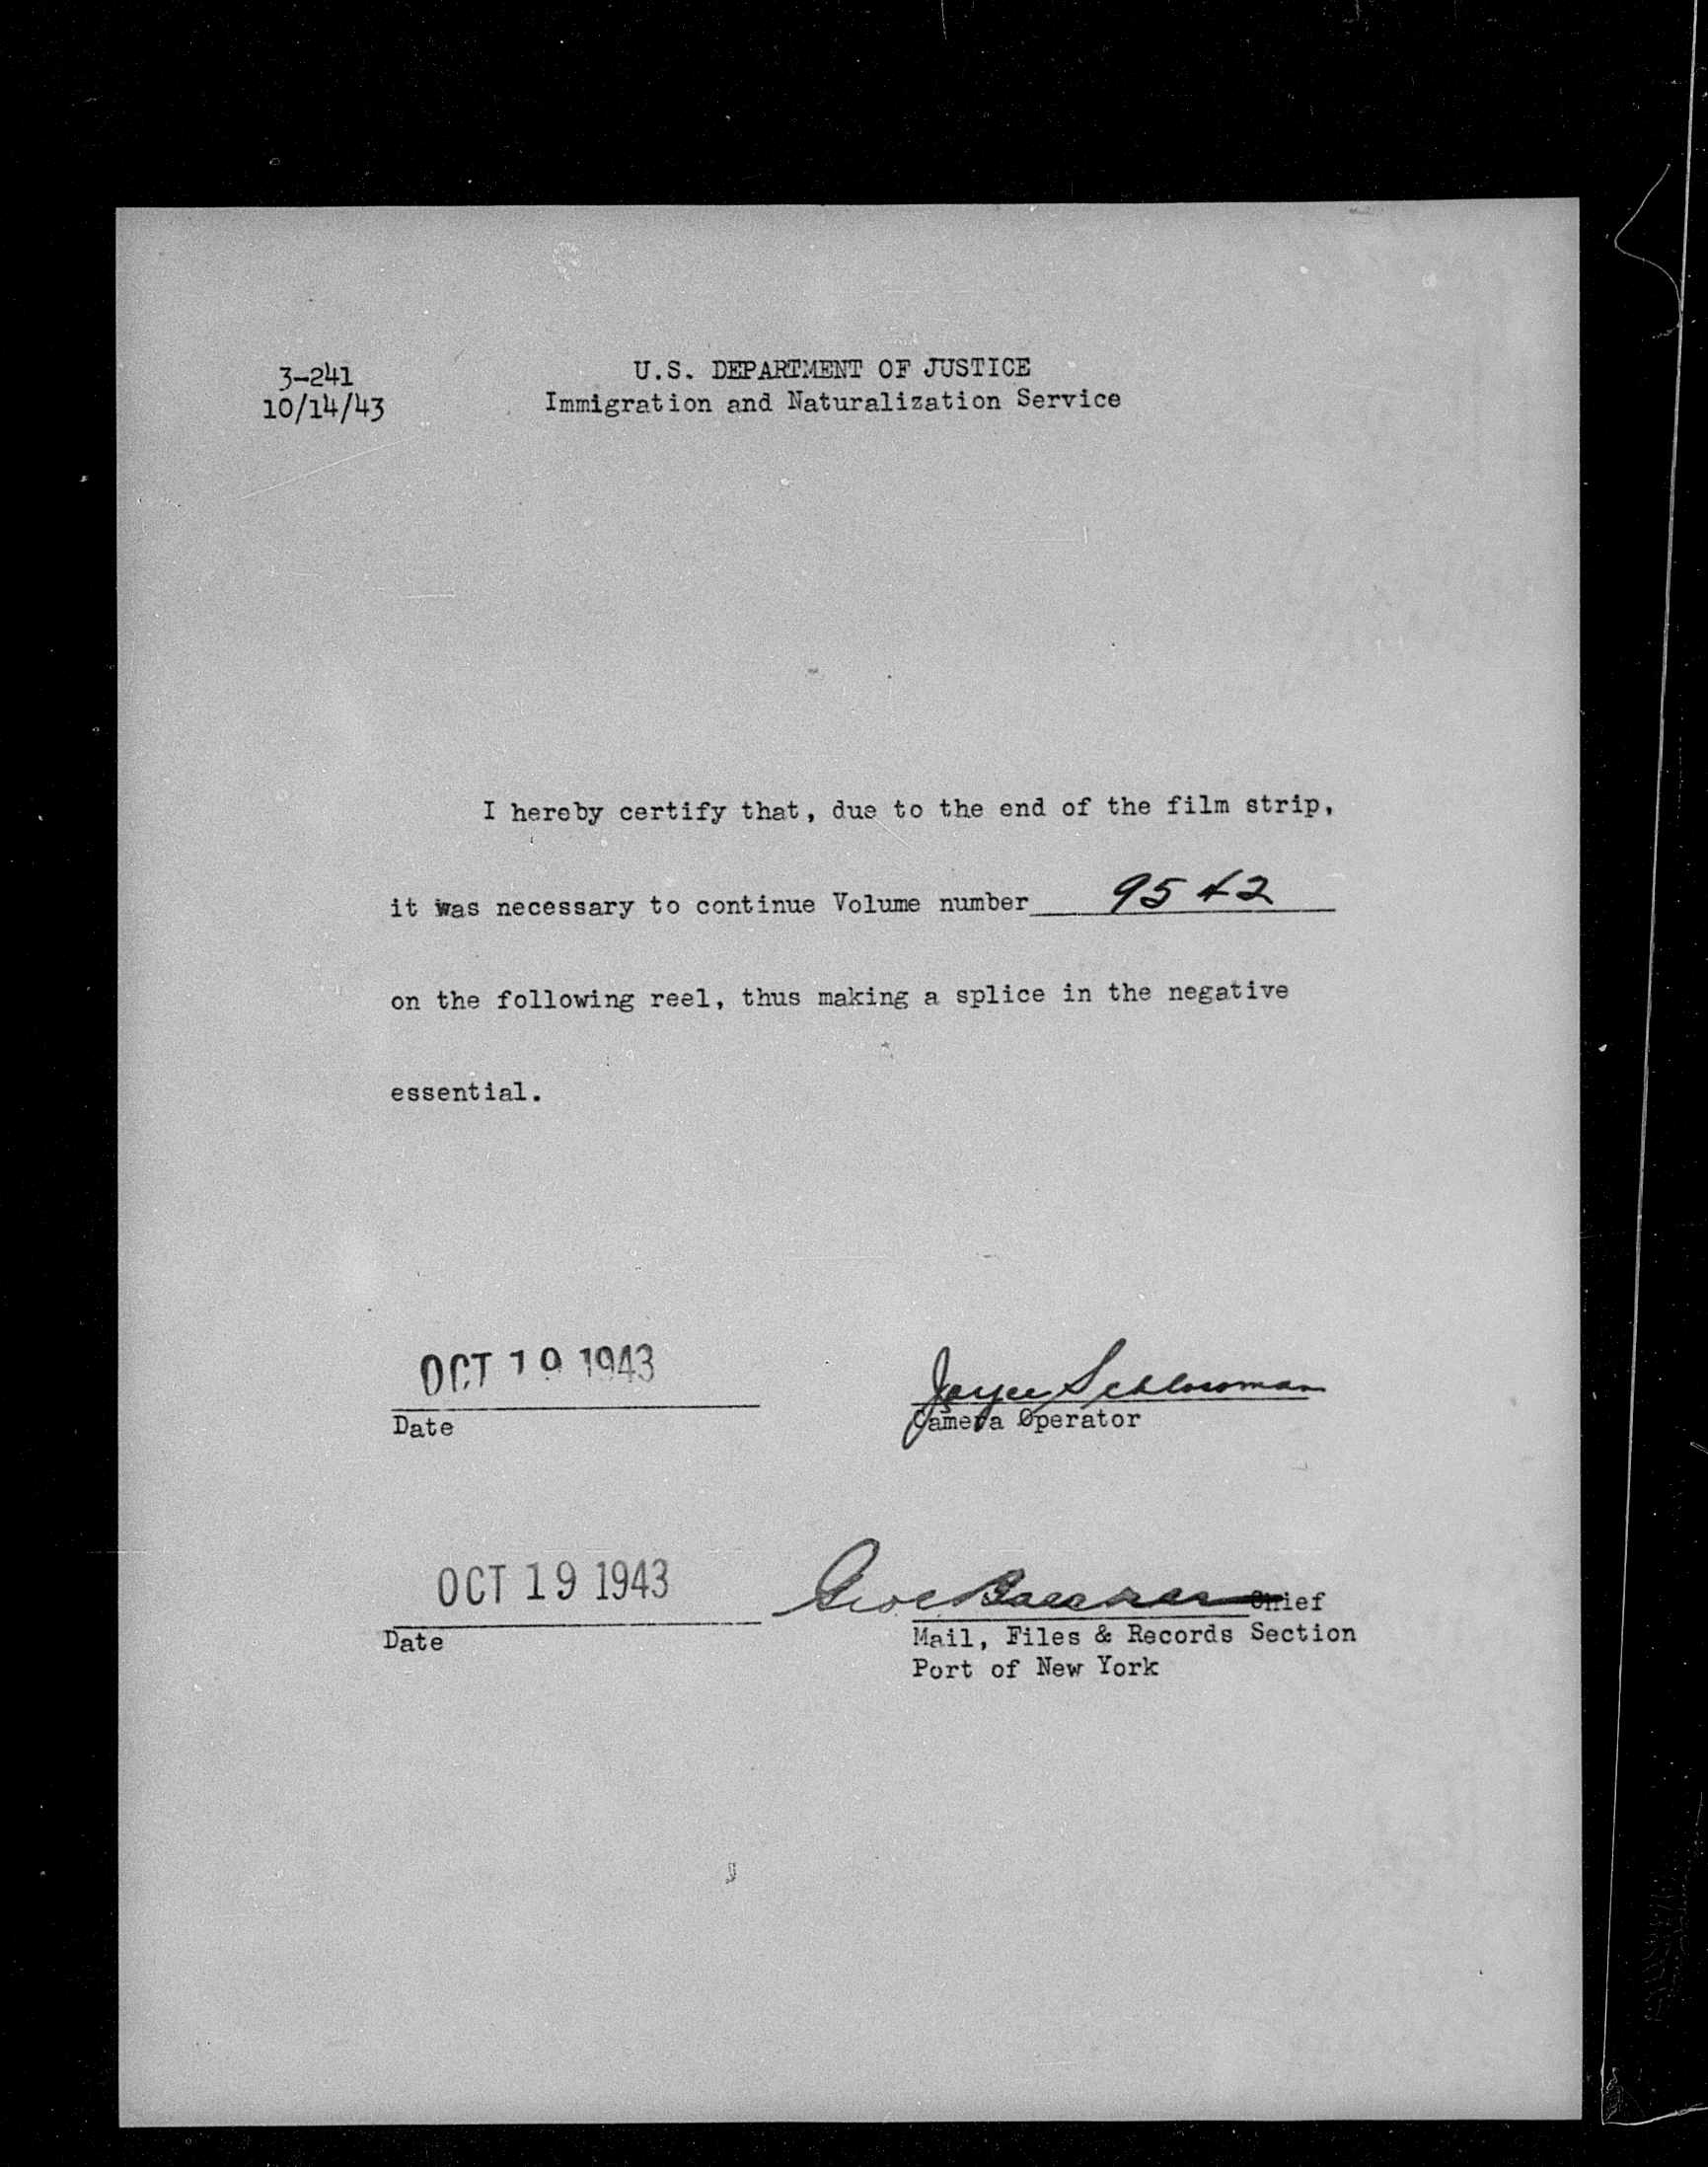 3-241
10/14/43
U.S. DEPARTMENT OF JUSTICE
Immigration and Naturalization Service
I hereby certify that, due to the end of the film strip,
it was necessary to continue Volume number 9542
on the following reel, thus making a splice in the negative
essential.
OCT 19 1943
Date
Joyce
Camera Operator
OCT 19 1943
Date
Geo Chief
Mail, Files & Records Section
Port of New York